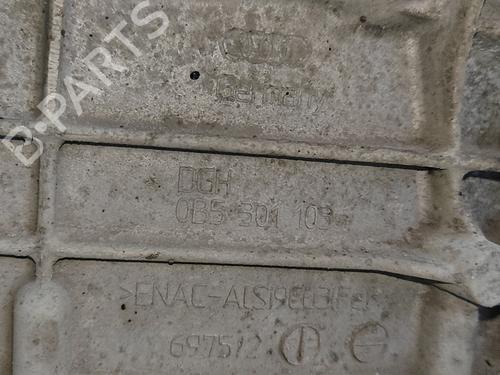 B-PARTS
Germany
DGH
0B5 301 103
>ENAC-AlSi9Cu3(Fe)<
697572